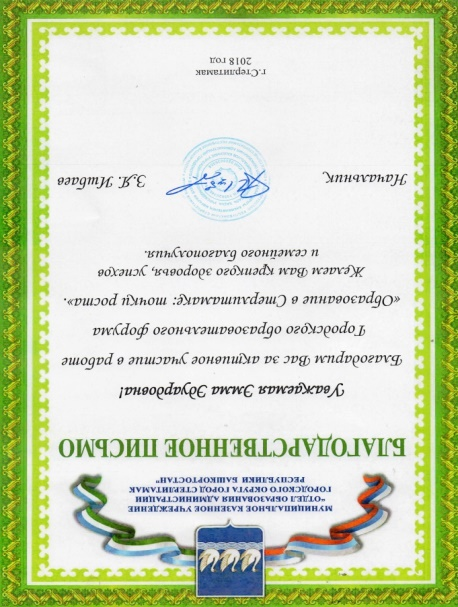 МУНИЦИПАЛЬНОЕ КАЗЕННОЕ УЧРЕЖДЕНИЕ
"ОТДЕЛ ОБРАЗОВАНИЯ АДМИНИСТРАЦИИ
ГОРОДСКОГО ОКРУГА ГОРОД СТЕРЛИТАМАК
РЕСПУБЛИКИ БАШКОРТОСТАН"
БЛАГОДАРСТВЕННОЕ ПИСЬМО
Уважаемая Эмма Эдуардовна!
Благодарим Вас за активное участие в работе
Городского образовательного форума
«Образование в Стерлитамаке: точки роста».
Желаем Вам крепкого здоровья, успехов
и семейного благополучия.
Начальник З.Я. Ишбаев
г.Стерлитамак
2018 год